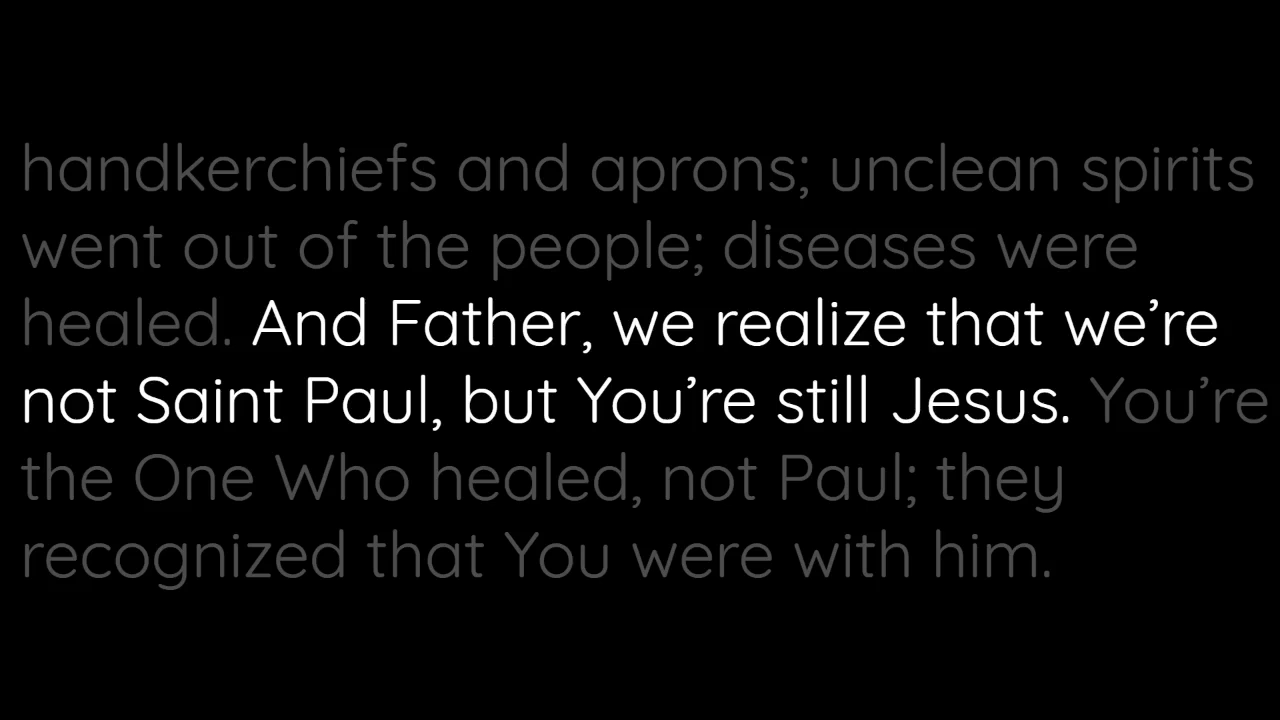 handkerchiefs and aprons; unclean spirits
went out of the people; diseases were
healed. And Father, we realize that we’re
not Saint Paul, but You’re still Jesus. You’re
the One Who healed, not Paul; they
recognized that You were with him.